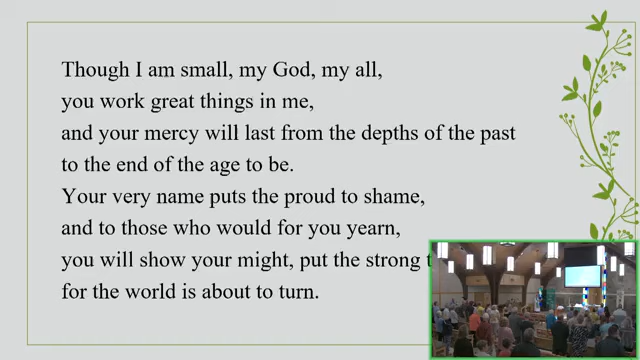 Though I am small, my God, my all,
you work great things in me,
and your mercy will last from the depths of the past
to the end of the age to be.
Your very name puts the proud to shame,
and to those who would for you yearn,
you will show your might, put the strong
for the world is about to turn.